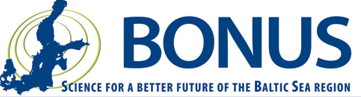 BONUS
SCIENCE FOR A BETTER FUTURE OF THE BALTIC SEA REGION